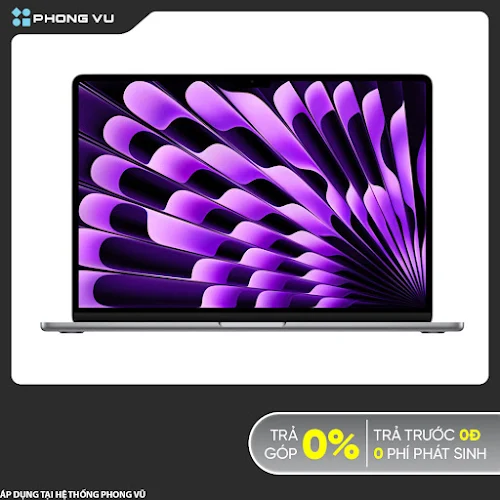 PHONG VU
TRẢ GÓP 0%
TRẢ TRƯỚC 0Đ
0 PHÍ PHÁT SINH
ÁP DỤNG TẠI HỆ THỐNG PHONG VŨ